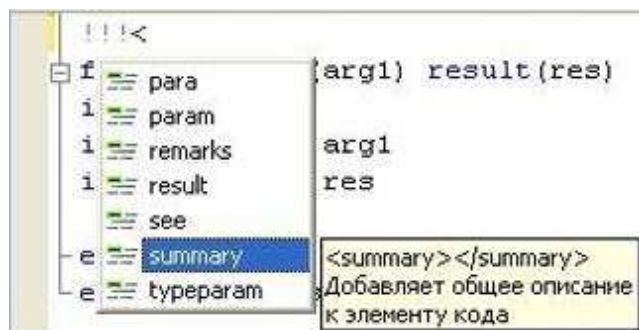 !!!<
f (arg1) result(res)
para
i
param
i arg1
remarks
i res
result
see
e summary
<summary></summary>
e typeparam
Добавляет общее описание
к элементу кода